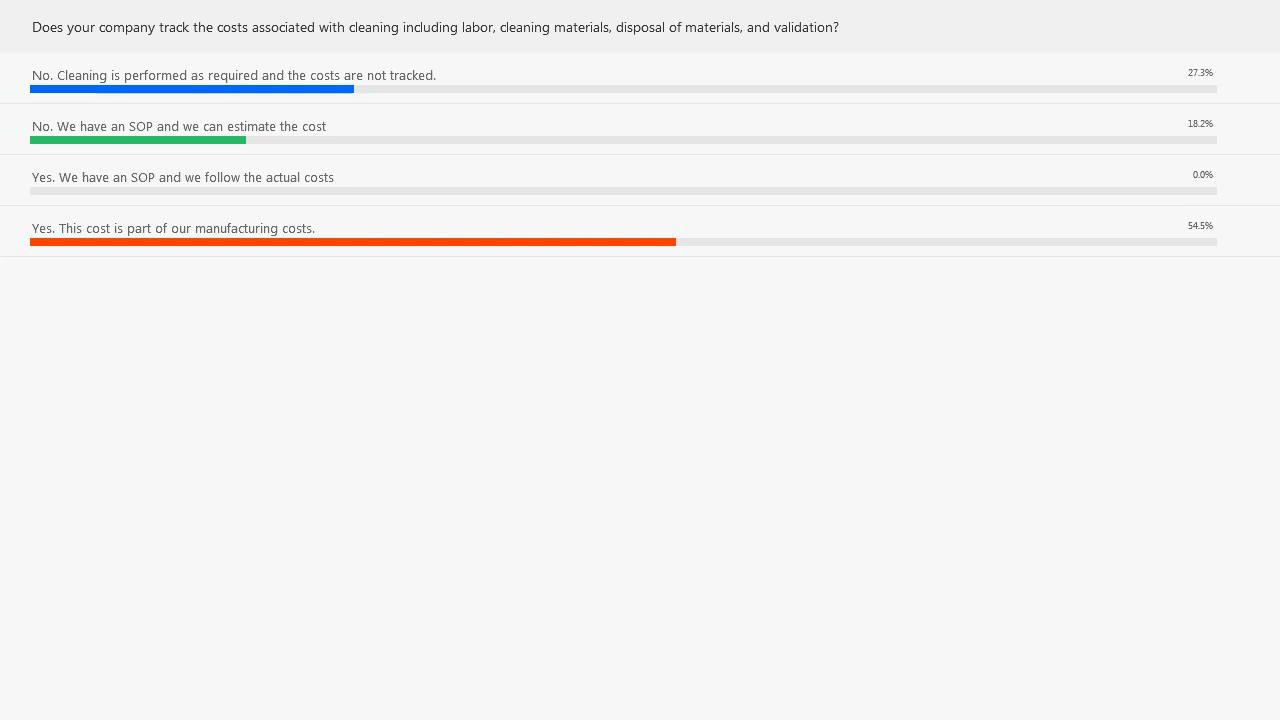 Does your company track the costs associated with cleaning including labor, cleaning materials, disposal of materials, and validation?
No. Cleaning is performed as required and the costs are not tracked.
27.3%
No. We have an SOP and we can estimate the cost
18.2%
Yes. We have an SOP and we follow the actual costs
0.0%
Yes. This cost is part of our manufacturing costs.
54.5%